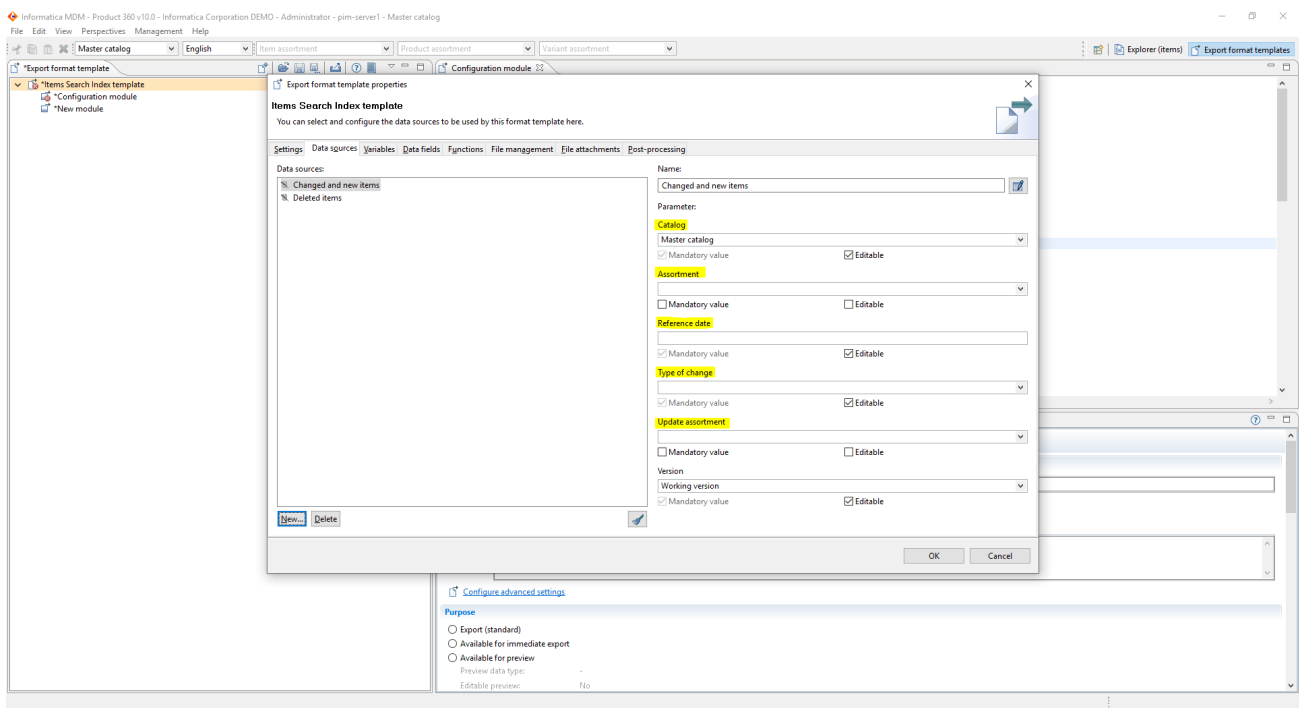 Informatica MDM - Product 360 v10.0 - Informatica Corporation DEMO - Administrator - pim-server1 - Master catalog
File Edit View Perspectives Management Help
Master catalog English Item assortment Product assortment Variant assortment Explorer (items) Export format templates
*Export format template Configuration module
*Items Search Index template
*Configuration module
*New module
Export format template properties
Items Search Index template
You can select and configure the data sources to be used by this format template here.
Settings Data sources Variables Data fields Functions File management File attachments Post-processing
Data sources:
Changed and new items
Deleted items
New... Delete
Name:
Changed and new items
Parameter:
Catalog
Master catalog
Mandatory value Editable
Assortment
Mandatory value Editable
Reference date
Mandatory value Editable
Type of change
Mandatory value Editable
Update assortment
Mandatory value Editable
Version
Working version
Mandatory value Editable
OK Cancel
Configure advanced settings
Purpose
Export (standard)
Available for immediate export
Available for preview
Preview data type: -
Editable preview: No